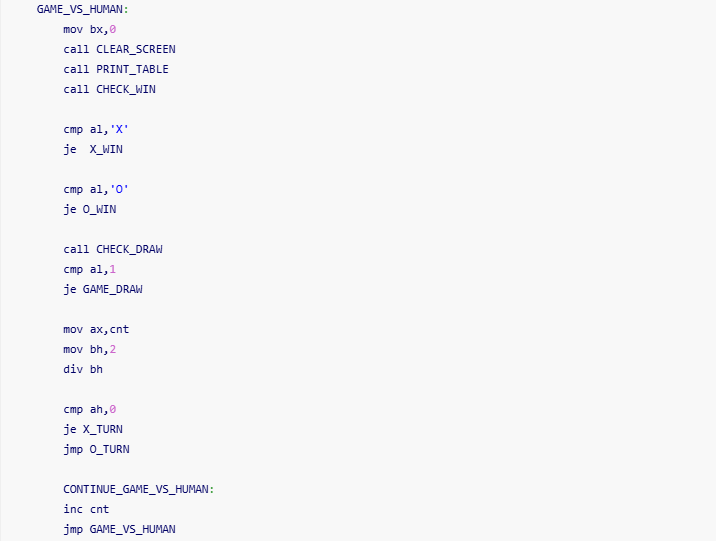 GAME_VS_HUMAN:
mov bx,0
call CLEAR_SCREEN
call PRINT_TABLE
call CHECK_WIN
cmp al,'X'
je  X_WIN
cmp al,'O'
je O_WIN
call CHECK_DRAW
cmp al,1
je GAME_DRAW
mov ax,cnt
mov bh,2
div bh
cmp ah,0
je X_TURN
jmp O_TURN
CONTINUE_GAME_VS_HUMAN:
inc cnt
jmp GAME_VS_HUMAN